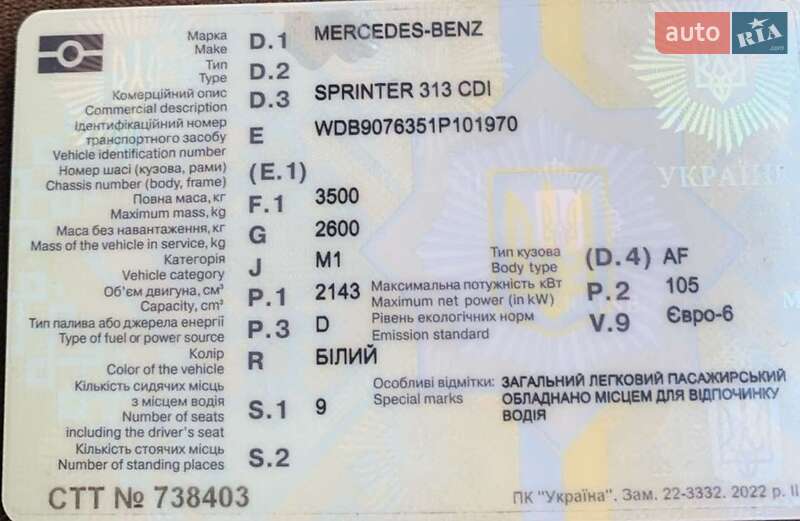 auto RIA.com
Марка
Make D.1 MERCEDES-BENZ
Тип
Type D.2
Комерційний опис
Commercial description D.3 SPRINTER 313 CDI
Ідентифікаційний номер
транспортного засобу E WDB9076351P101970
Vehicle identification number
Номер шасі (кузова, рами) (E.1)
Chassis number (body, frame)
Повна маса, кг F.1 3500
Maximum mass, kg
Маса без навантаження, кг G 2600
Mass of the vehicle in service, kg
Категорія J M1
Vehicle category
Тип кузова (D.4) AF
Body type
Об'єм двигуна, см³ P.1 2143
Capacity, cm³
Максимальна потужність кВт P.2 105
Maximum net power (in kW)
Тип палива або джерела енергії P.3 D
Type of fuel or power source
Рівень екологічних норм V.9 Євро-6
Emission standard
Колір R БІЛИЙ
Color of the vehicle
Кількість сидячих місць
з місцем водія S.1 9
Number of seats
including the driver's seat
Особливі відмітки: ЗАГАЛЬНИЙ ЛЕГКОВИЙ ПАСАЖИРСЬКИЙ
Special marks ОБЛАДНАНО МІСЦЕМ ДЛЯ ВІДПОЧИНКУ
ВОДІЯ
Кількість стоячих місць S.2
Number of standing places
СТТ № 738403
ПК "Україна". Зам. 22-3332. 2022 р. II
УКРАЇН